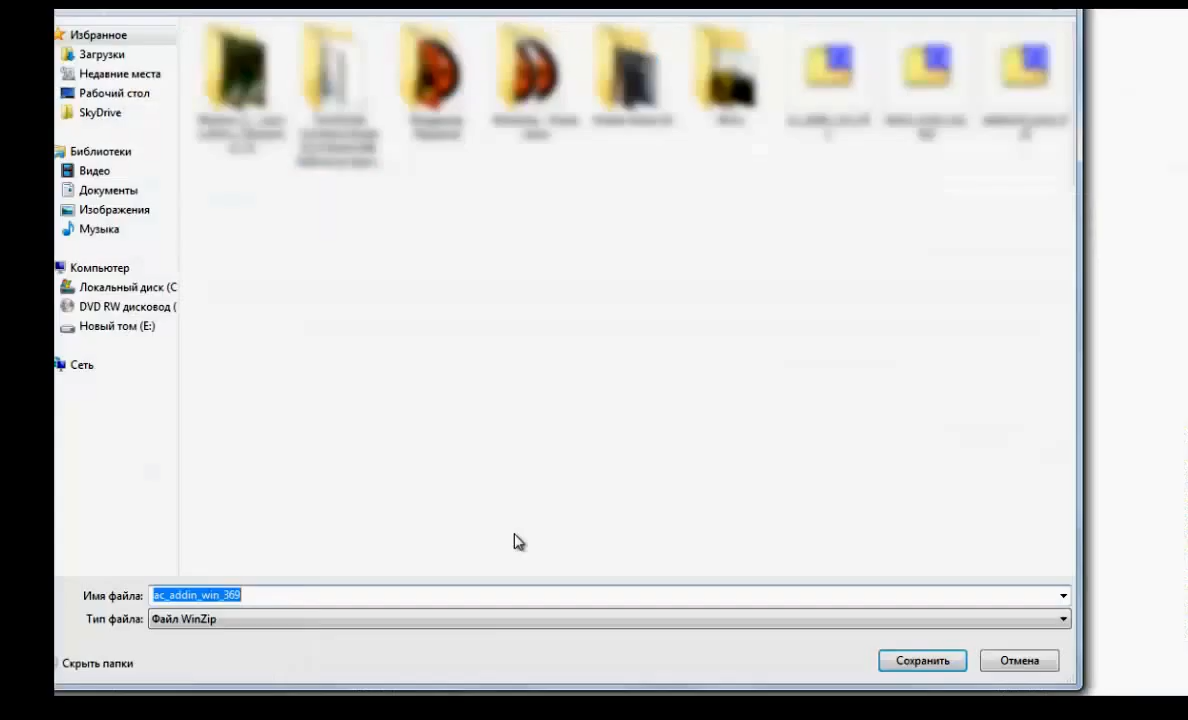 Избранное
Загрузки
Недавние места
Рабочий стол
SkyDrive
Библиотеки
Видео
Документы
Изображения
Музыка
Компьютер
Локальный диск (C
DVD RW дисковод (
Новый том (E:)
Сеть
Имя файла: ac_addin_win_369
Тип файла: Файл WinZip
Скрыть папки
Сохранить Отмена